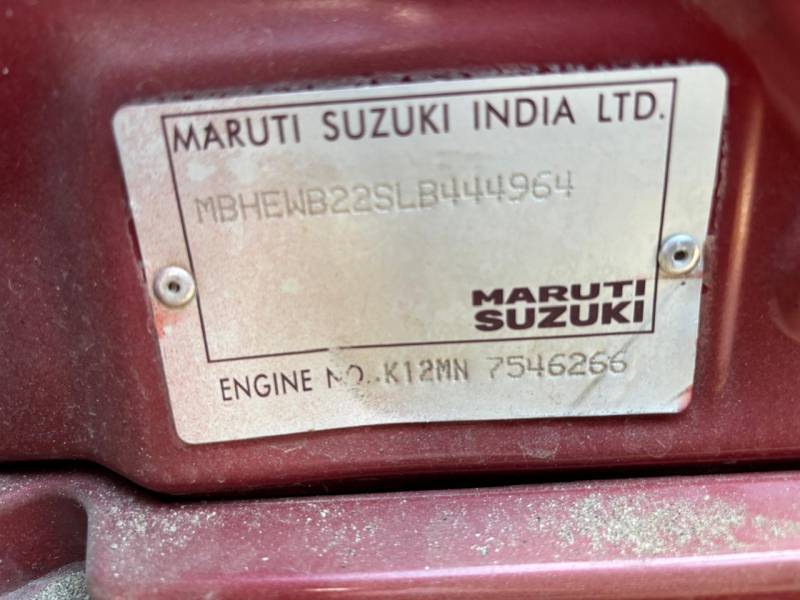 MARUTI SUZUKI INDIA LTD.
MBHEWB22SLB444964
MARUTI
SUZUKI
ENGINE NO. K12MN 7546266